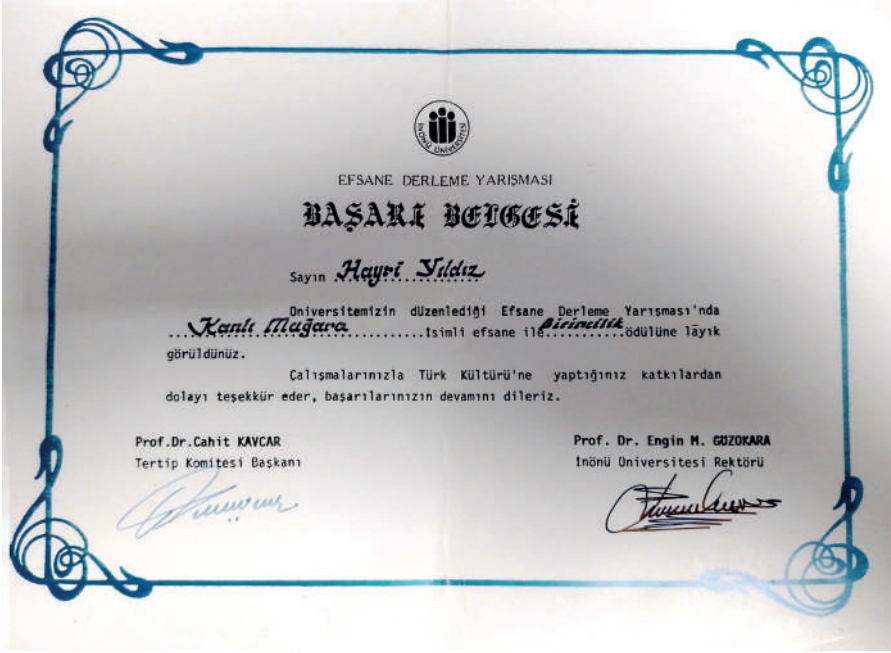 İNÖNÜ ÜNİVERSİTESİ
EFSANE DERLEME YARIŞMASI
BAŞARI BELGESİ
Sayın Hayri Yıldız
Üniversitemizin düzenlediği Efsane Derleme Yarışması'nda
....Kanlı Mağara..........isimli efsane ile Birincilik ödülüne lâyık
görüldünüz.
Çalışmalarınızla Türk Kültürü'ne yaptığınız katkılardan
dolayı teşekkür eder, başarılarınızın devamını dileriz.
Prof.Dr.Cahit KAVCAR
Tertip Komitesi Başkanı
Prof. Dr. Engin M. GÖZÜKARA
İnönü Üniversitesi Rektörü